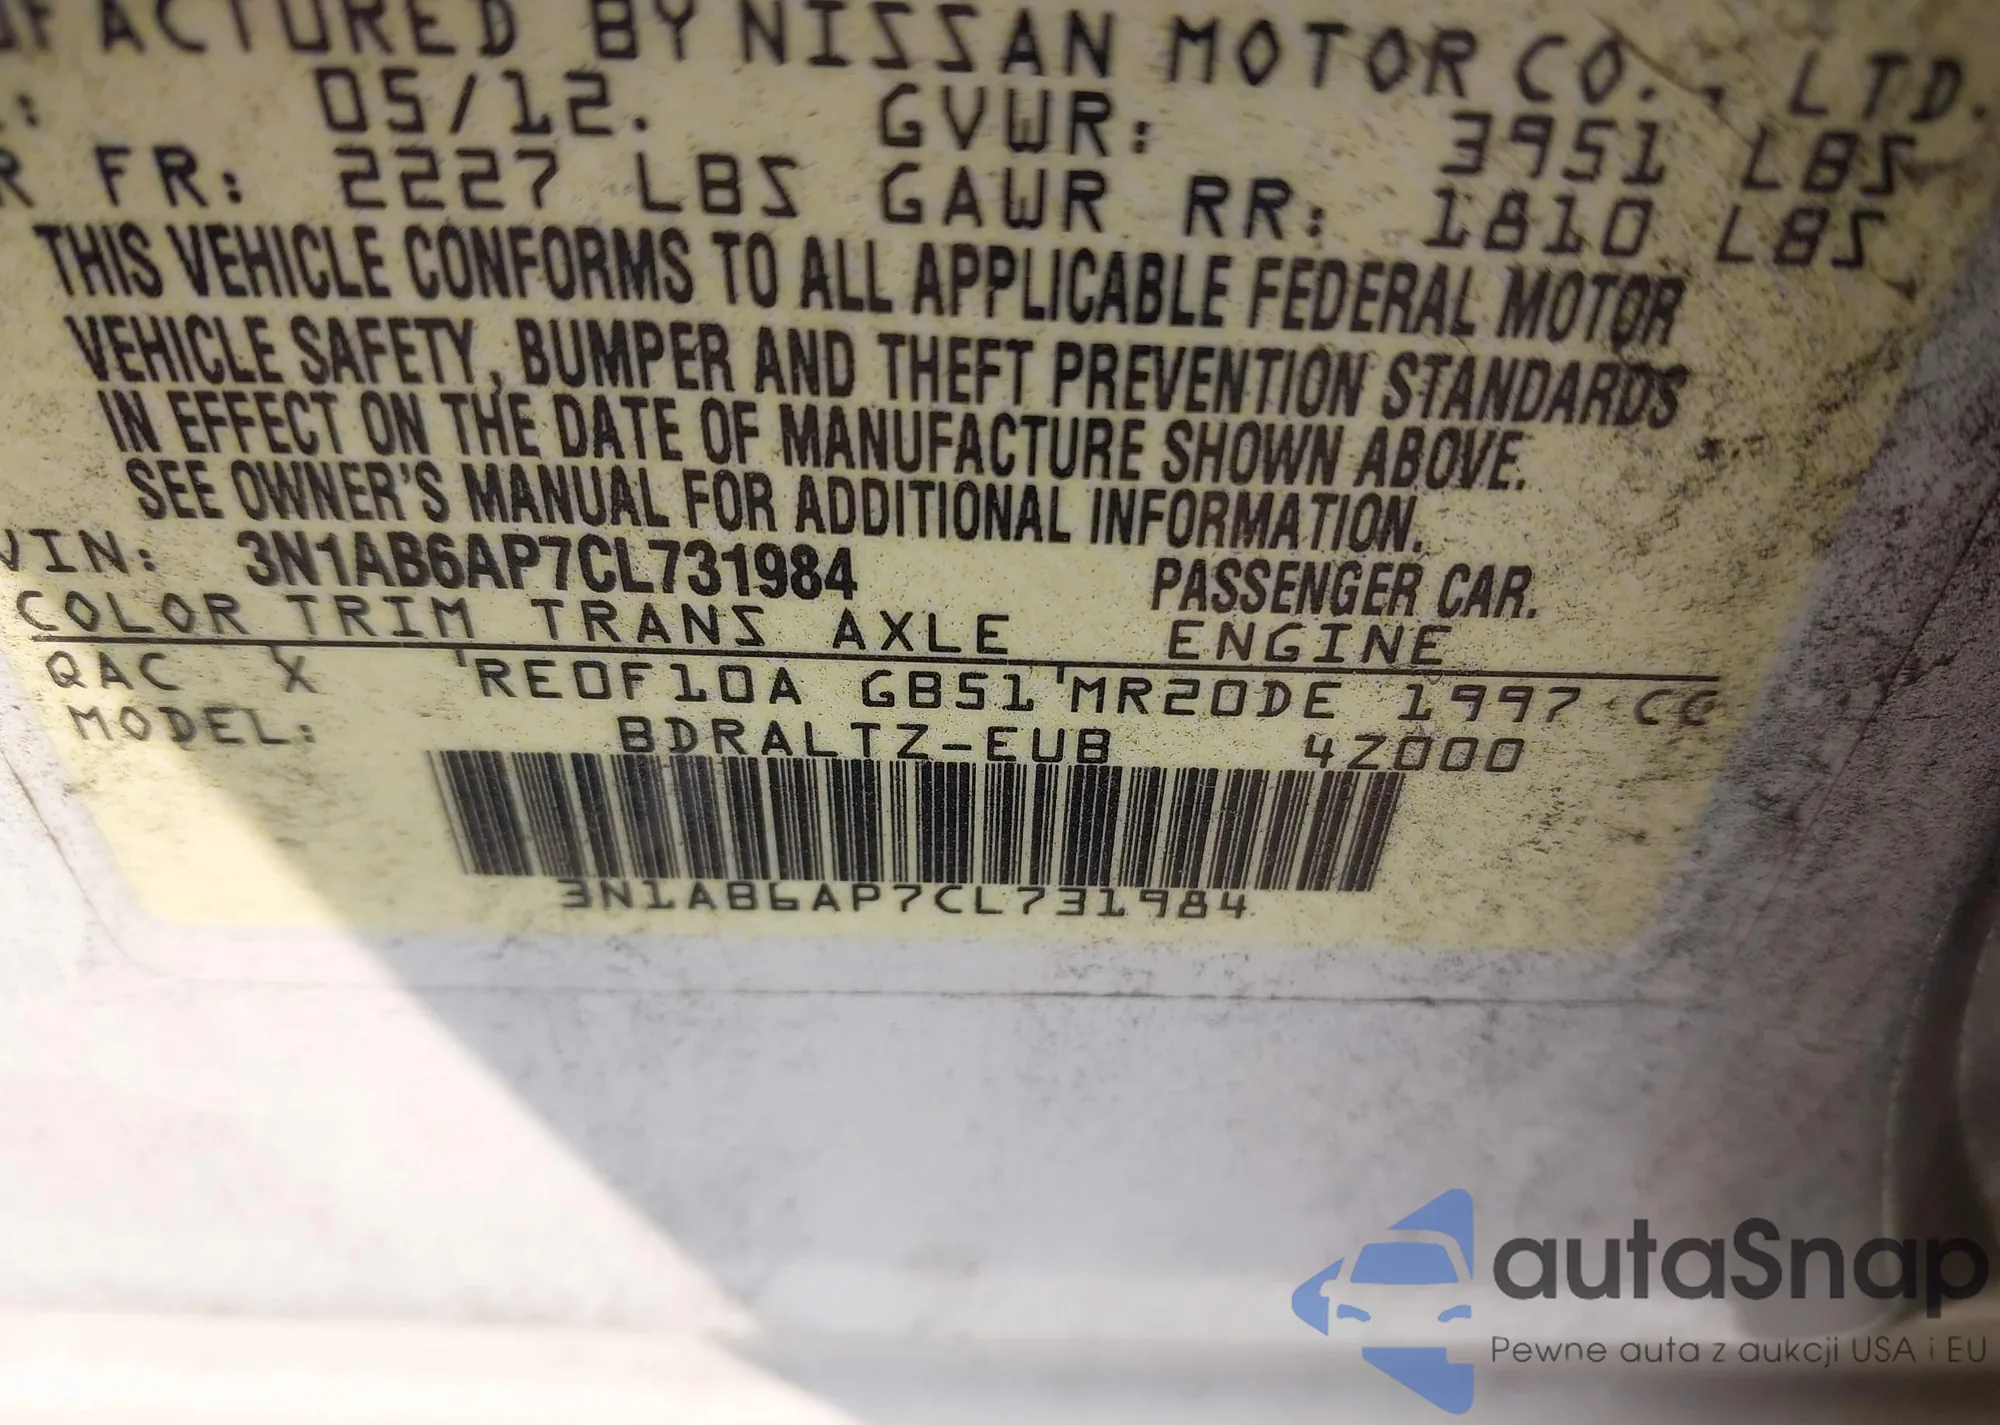 UFACTURED BY NISSAN MOTOR CO., LTD.
: 05/12. GVWR: 3951 LBS
R FR: 2227 LBS GAWR RR: 1810 LBS
THIS VEHICLE CONFORMS TO ALL APPLICABLE FEDERAL MOTOR
VEHICLE SAFETY, BUMPER AND THEFT PREVENTION STANDARDS
IN EFFECT ON THE DATE OF MANUFACTURE SHOWN ABOVE.
SEE OWNER'S MANUAL FOR ADDITIONAL INFORMATION.
VIN: 3N1AB6AP7CL731984 PASSENGER CAR.
COLOR TRIM TRANS AXLE ENGINE
QAC X 'RE0F10A GB51'MR20DE 1997 CC
MODEL: BDRALTZ-EUB 4Z000
3N1AB6AP7CL731984
autaSnap
Pewne auta z aukcji USA i EU